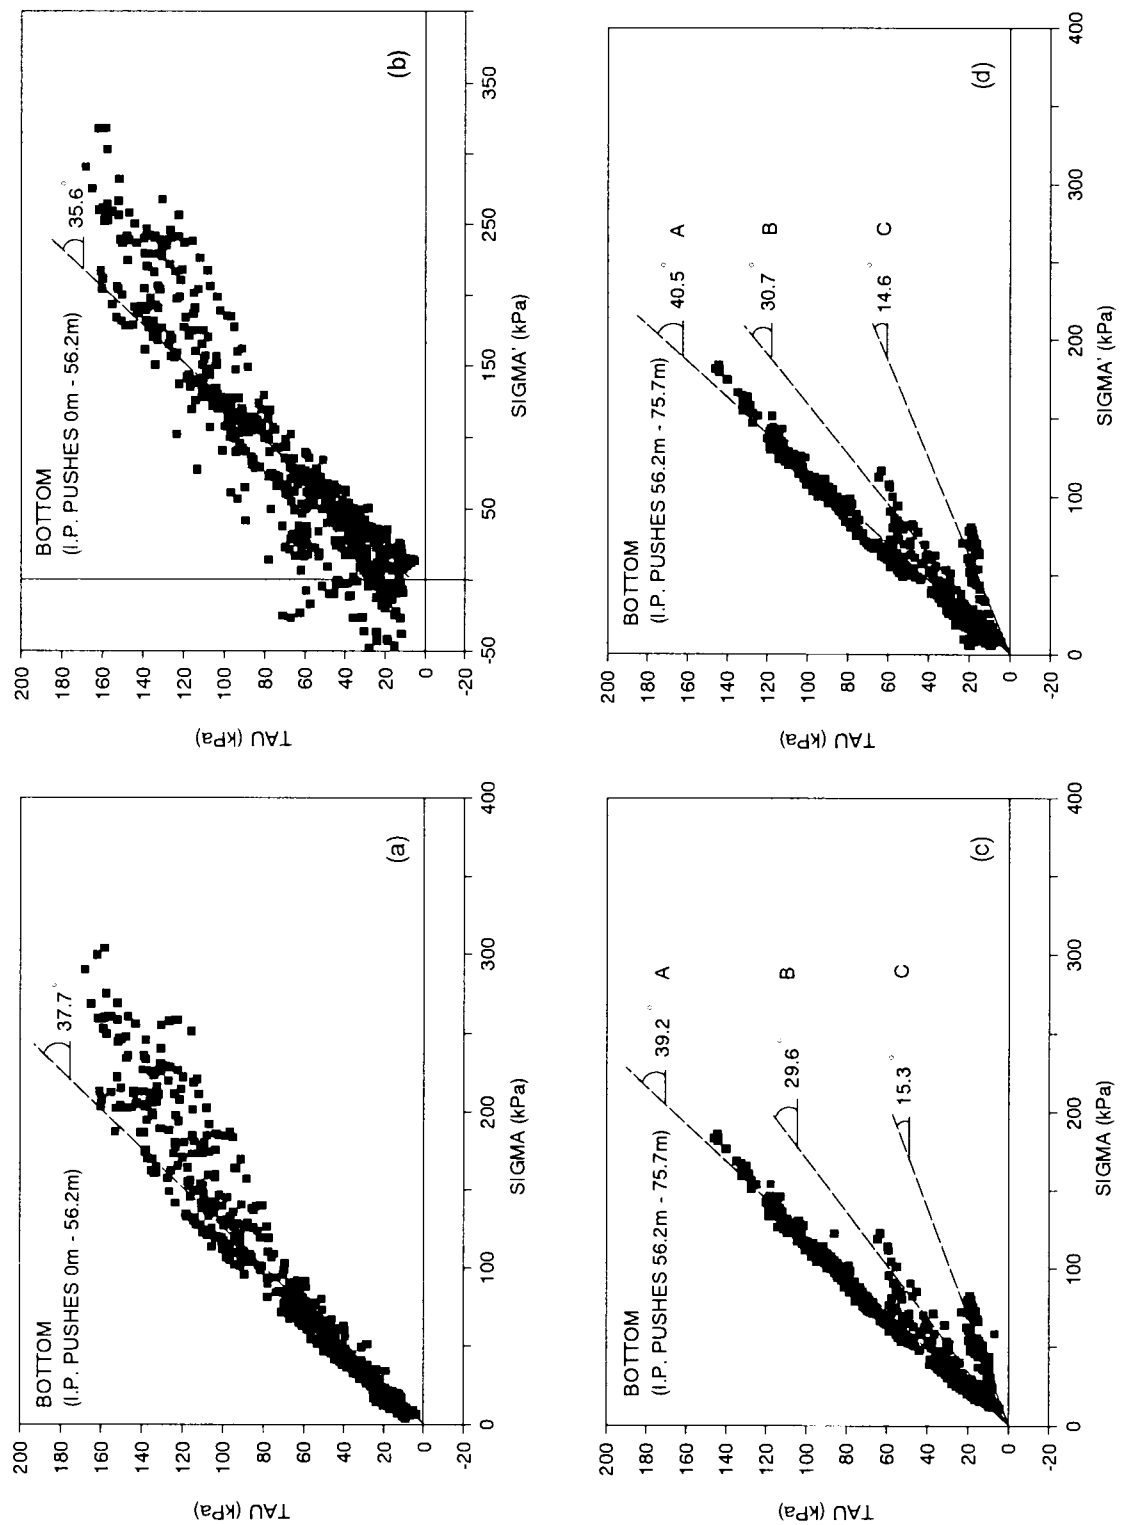 BOTTOM
(I.P. PUSHES 0m - 56.2m)
37.7°
(a)
200
180
160
140
120
100
80
60
40
20
0
-20
TAU (kPa)
0
100
200
300
400
SIGMA (kPa)
BOTTOM
(I.P. PUSHES 0m - 56.2m)
35.6°
(b)
200
180
160
140
120
100
80
60
40
20
0
-20
TAU (kPa)
-50
50
150
250
350
SIGMA' (kPa)
BOTTOM
(I.P. PUSHES 56.2m - 75.7m)
39.2° A
29.6° B
15.3° C
(c)
200
180
160
140
120
100
80
60
40
20
0
-20
TAU (kPa)
0
100
200
300
400
SIGMA (kPa)
BOTTOM
(I.P. PUSHES 56.2m - 75.7m)
40.5° A
30.7° B
14.6° C
(d)
200
180
160
140
120
100
80
60
40
20
0
-20
TAU (kPa)
0
100
200
300
400
SIGMA' (kPa)